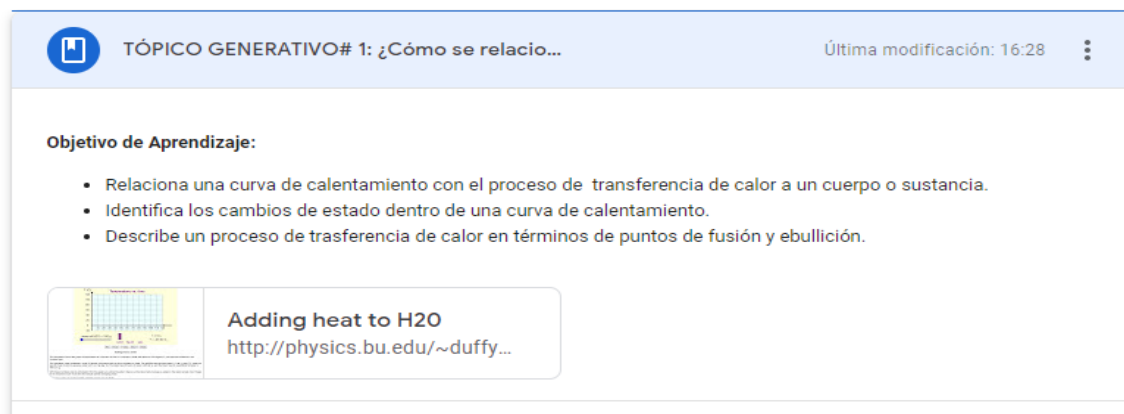 TÓPICO GENERATIVO# 1: ¿Cómo se relacio...
Última modificación: 16:28
Objetivo de Aprendizaje:
Relaciona una curva de calentamiento con el proceso de transferencia de calor a un cuerpo o sustancia.
Identifica los cambios de estado dentro de una curva de calentamiento.
Describe un proceso de trasferencia de calor en términos de puntos de fusión y ebullición.
Adding heat to H20
http://physics.bu.edu/~duffy...